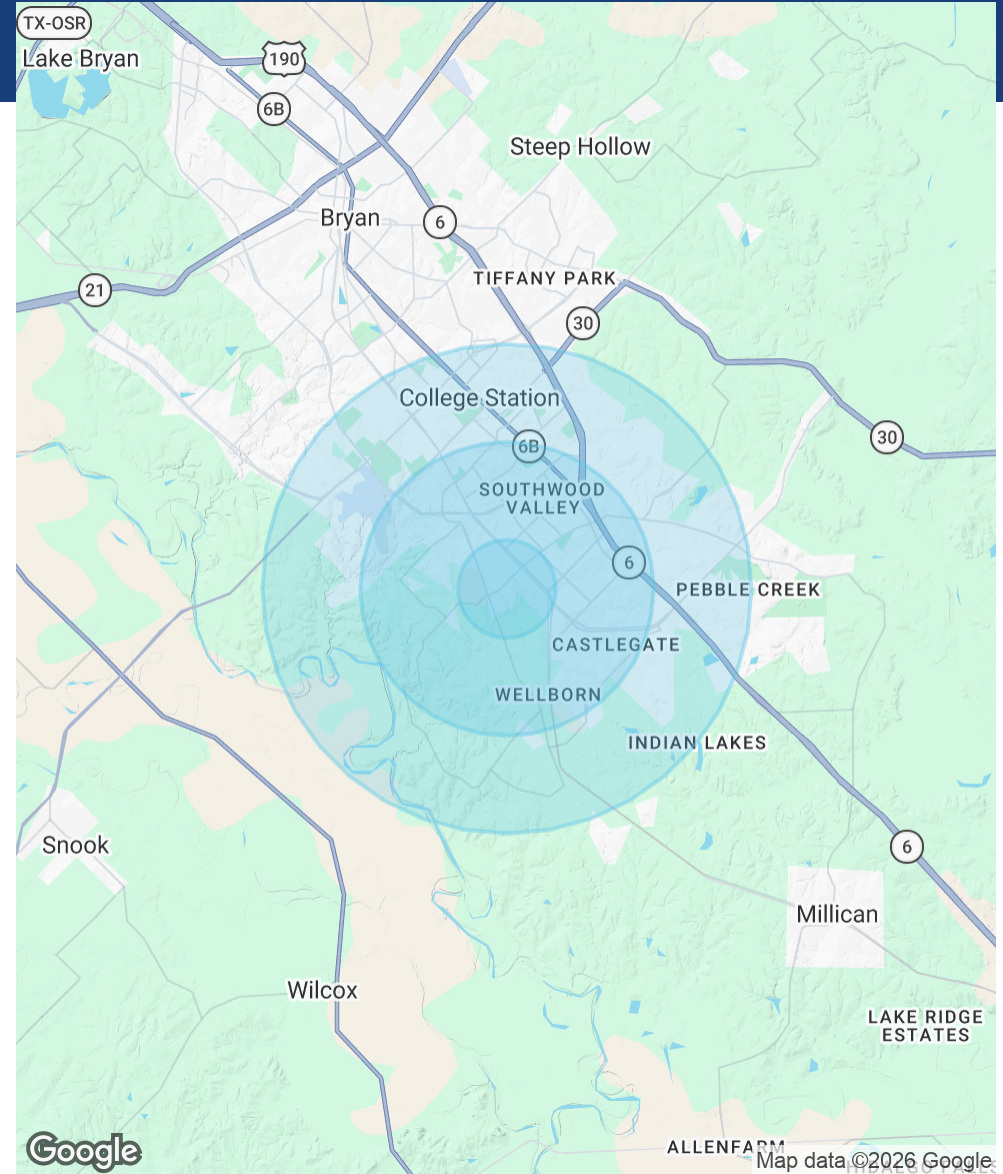 TX-OSR
Lake Bryan
190
6B
Steep Hollow
Bryan
6
TIFFANY PARK
21
30
College Station
30
6B
SOUTHWOOD
VALLEY
6
PEBBLE CREEK
CASTLEGATE
WELLBORN
INDIAN LAKES
Snook
6
Millican
Wilcox
LAKE RIDGE
ESTATES
ALLENFARM
Google
Map data ©2026 Google